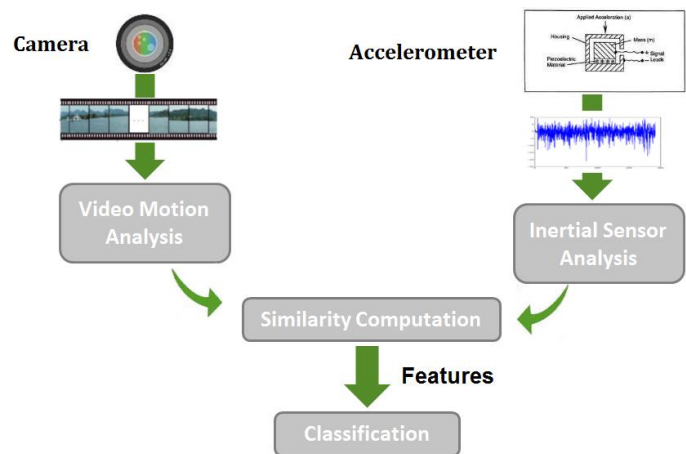 Camera
Accelerometer
Applied Acceleration (a)
Housing
Mass (m)
Signal
Leads
Piezoelectric
Material
Video Motion
Analysis
Inertial Sensor
Analysis
Similarity Computation
Features
Classification